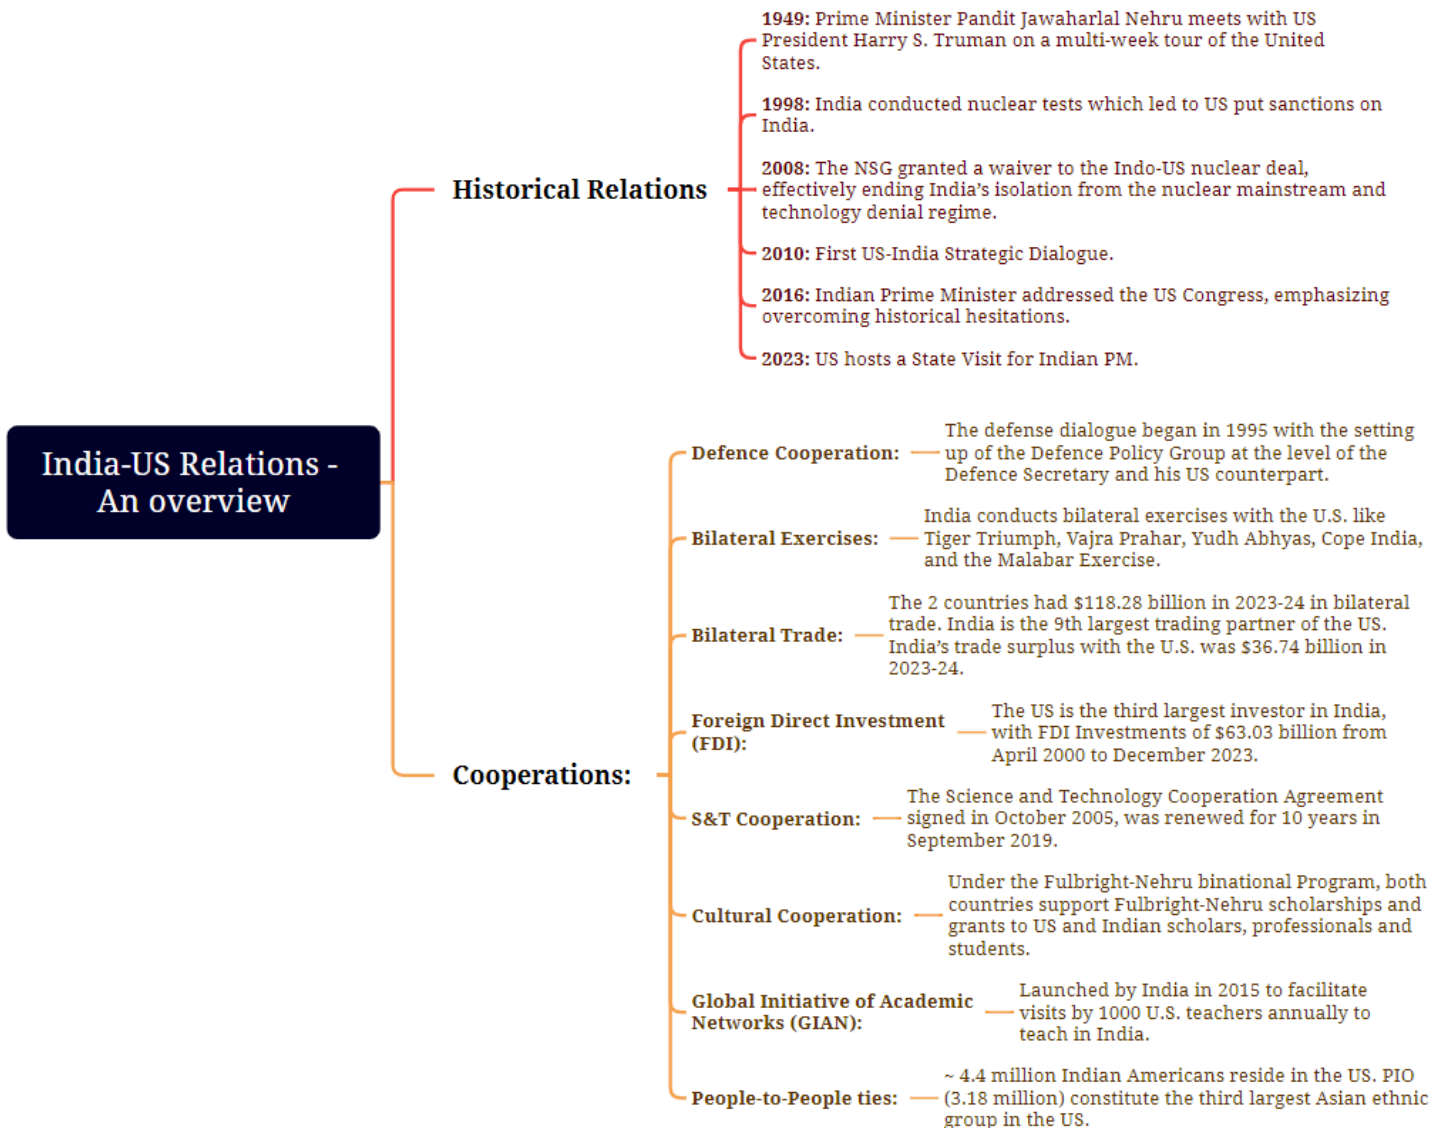 India-US Relations -
An overview
Historical Relations
1949: Prime Minister Pandit Jawaharlal Nehru meets with US
President Harry S. Truman on a multi-week tour of the United
States.
1998: India conducted nuclear tests which led to US put sanctions on
India.
2008: The NSG granted a waiver to the Indo-US nuclear deal,
effectively ending India’s isolation from the nuclear mainstream and
technology denial regime.
2010: First US-India Strategic Dialogue.
2016: Indian Prime Minister addressed the US Congress, emphasizing
overcoming historical hesitations.
2023: US hosts a State Visit for Indian PM.
Cooperations:
Defence Cooperation:
The defense dialogue began in 1995 with the setting
up of the Defence Policy Group at the level of the
Defence Secretary and his US counterpart.
Bilateral Exercises:
India conducts bilateral exercises with the U.S. like
Tiger Triumph, Vajra Prahar, Yudh Abhyas, Cope India,
and the Malabar Exercise.
Bilateral Trade:
The 2 countries had $118.28 billion in 2023-24 in bilateral
trade. India is the 9th largest trading partner of the US.
India’s trade surplus with the U.S. was $36.74 billion in
2023-24.
Foreign Direct Investment
(FDI):
The US is the third largest investor in India,
with FDI Investments of $63.03 billion from
April 2000 to December 2023.
S&T Cooperation:
The Science and Technology Cooperation Agreement
signed in October 2005, was renewed for 10 years in
September 2019.
Cultural Cooperation:
Under the Fulbright-Nehru binational Program, both
countries support Fulbright-Nehru scholarships and
grants to US and Indian scholars, professionals and
students.
Global Initiative of Academic
Networks (GIAN):
Launched by India in 2015 to facilitate
visits by 1000 U.S. teachers annually to
teach in India.
People-to-People ties:
~ 4.4 million Indian Americans reside in the US. PIO
(3.18 million) constitute the third largest Asian ethnic
group in the US.